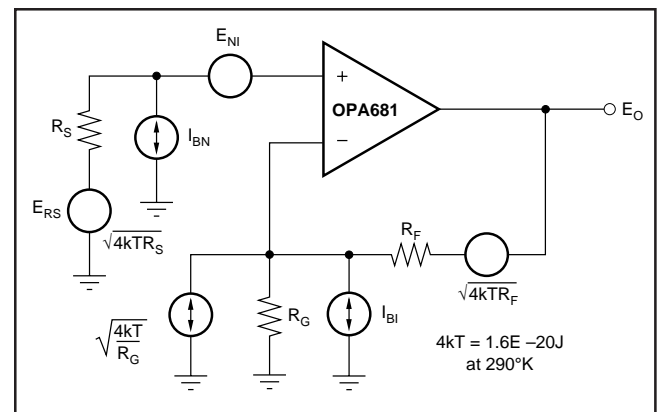 E_NI
+
OPA681
−
E_O
R_S
I_BN
E_RS
√4kTR_S
R_F
√4kTR_F
√4kT/R_G
R_G
I_BI
4kT = 1.6E –20J
at 290°K